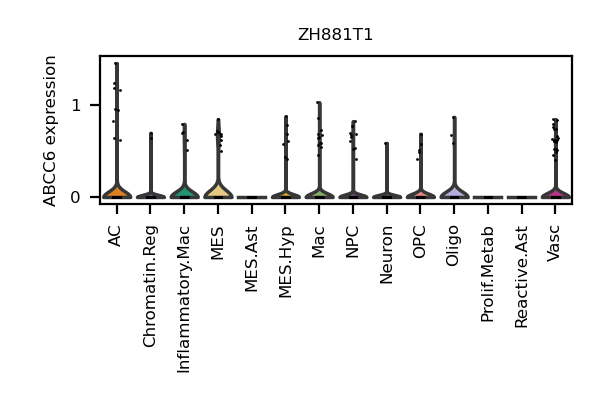 ZH881T1
ABCC6 expression
1
0
AC
Chromatin.Reg
Inflammatory.Mac
MES
MES.Ast
MES.Hyp
Mac
NPC
Neuron
OPC
Oligo
Prolif.Metab
Reactive.Ast
Vasc